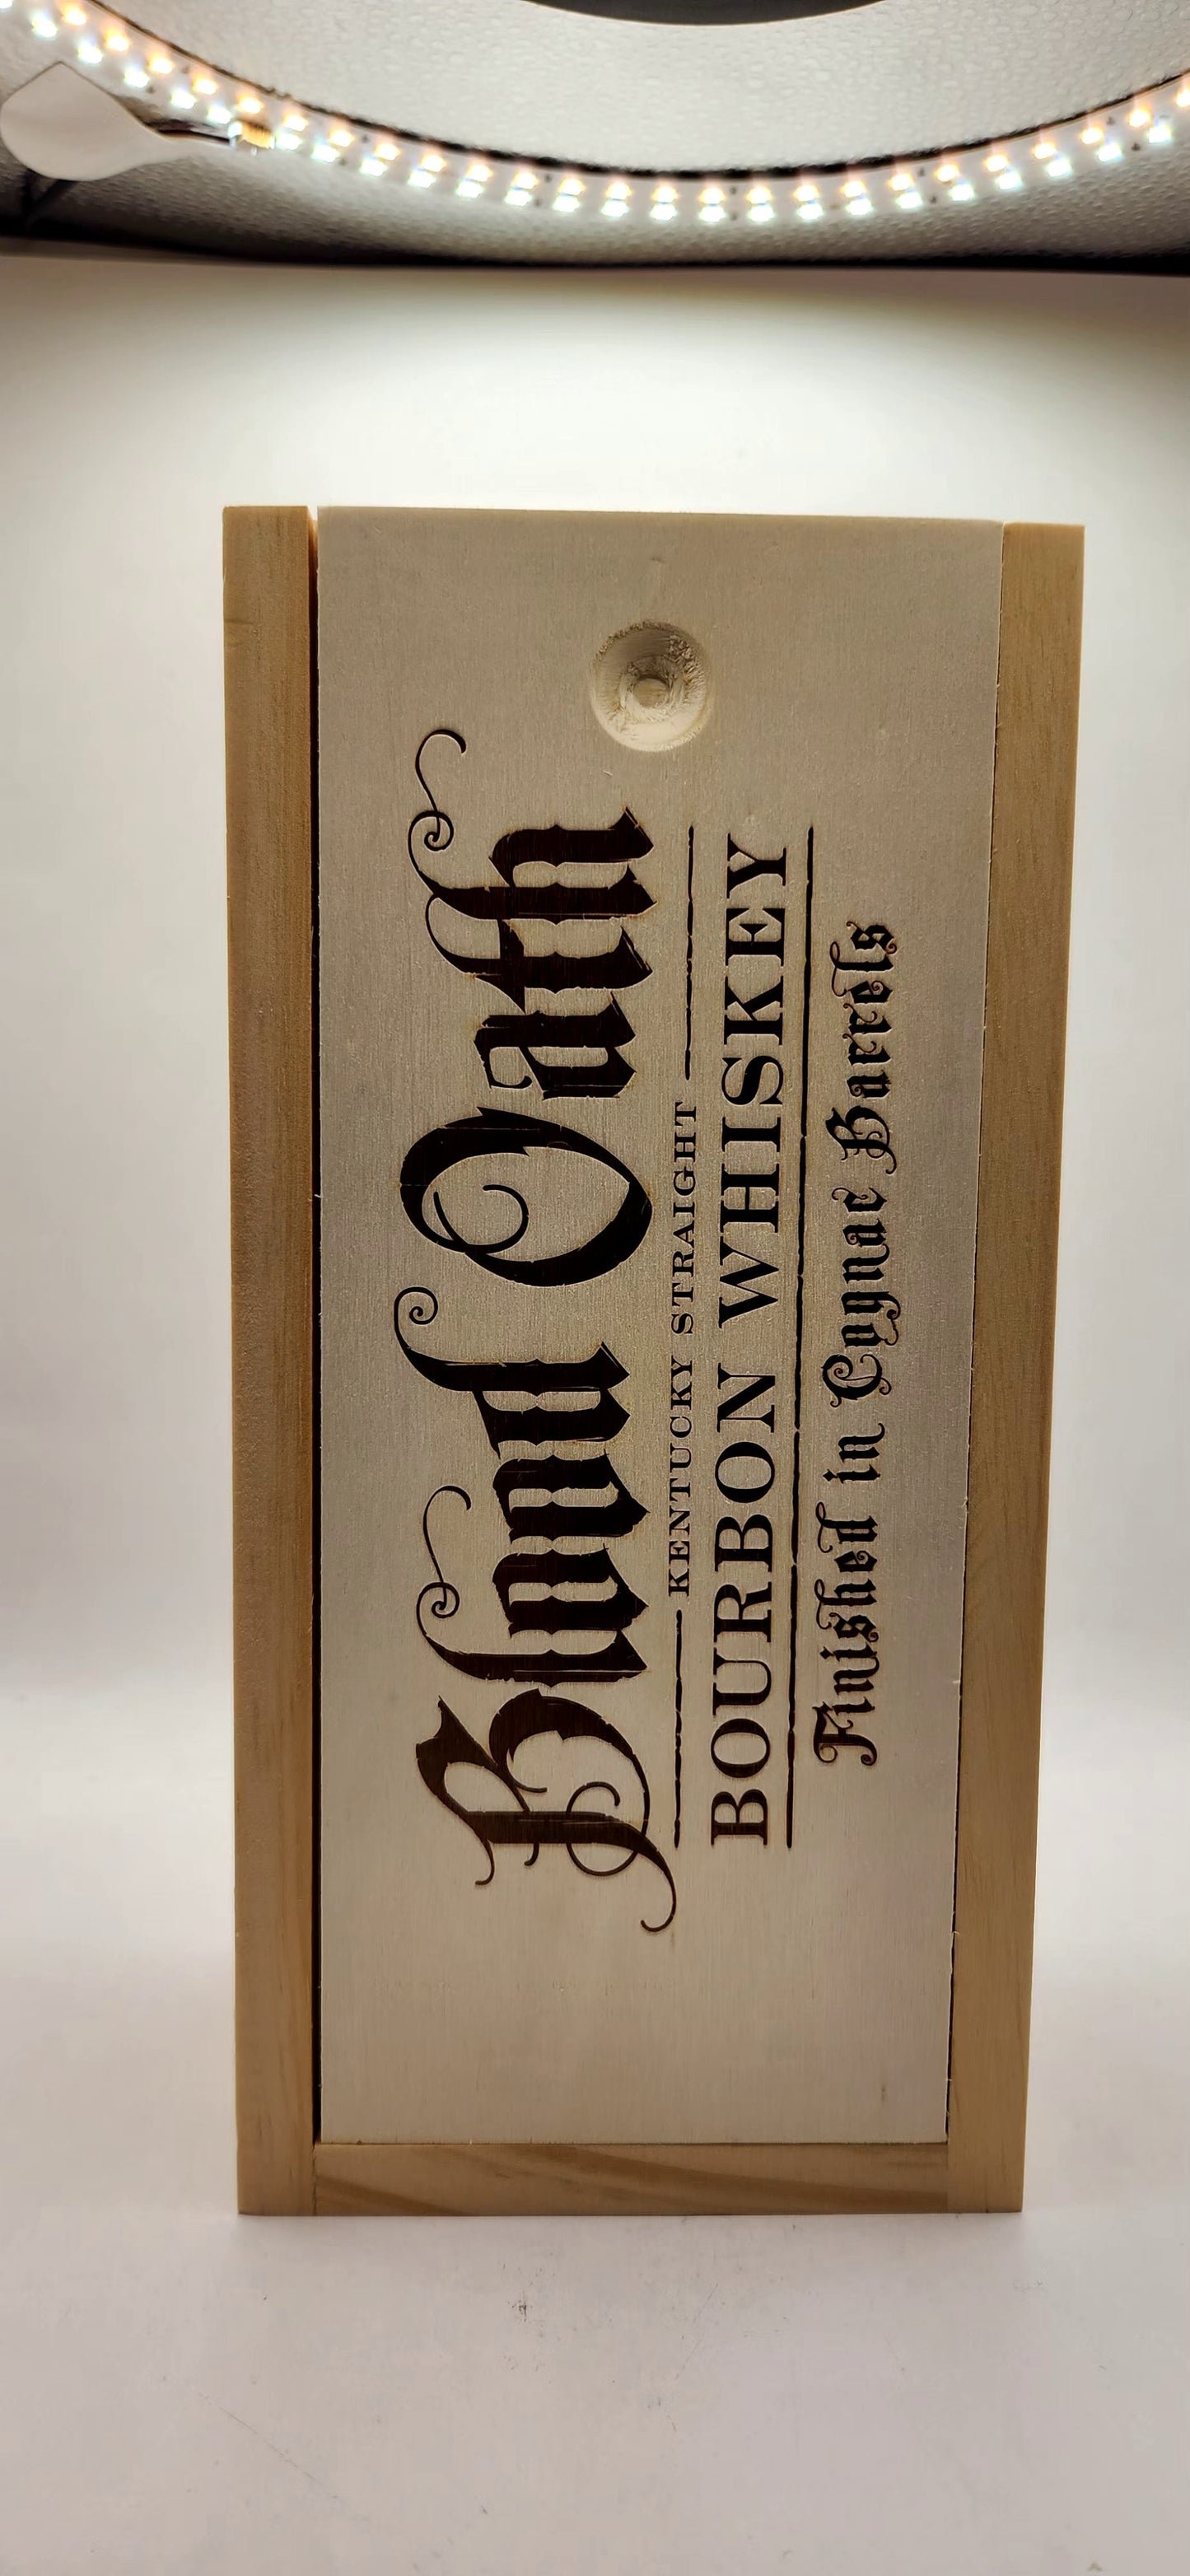 Blood Oath
KENTUCKY STRAIGHT
BOURBON WHISKEY
Finished in Cognac Barrels